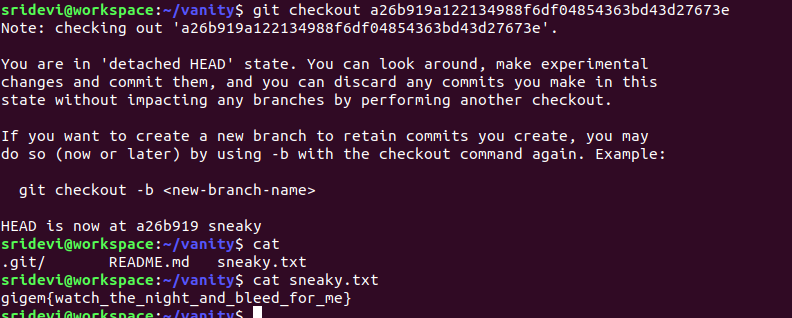 sridevi@workspace:~/vanity$ git checkout a26b919a122134988f6df04854363bd43d27673e
Note: checking out 'a26b919a122134988f6df04854363bd43d27673e'.
You are in 'detached HEAD' state. You can look around, make experimental
changes and commit them, and you can discard any commits you make in this
state without impacting any branches by performing another checkout.
If you want to create a new branch to retain commits you create, you may
do so (now or later) by using -b with the checkout command again. Example:
git checkout -b <new-branch-name>
HEAD is now at a26b919 sneaky
sridevi@workspace:~/vanity$ cat
.git/ README.md sneaky.txt
sridevi@workspace:~/vanity$ cat sneaky.txt
gigem{watch_the_night_and_bleed_for_me}
sridevi@workspace:~/vanity$